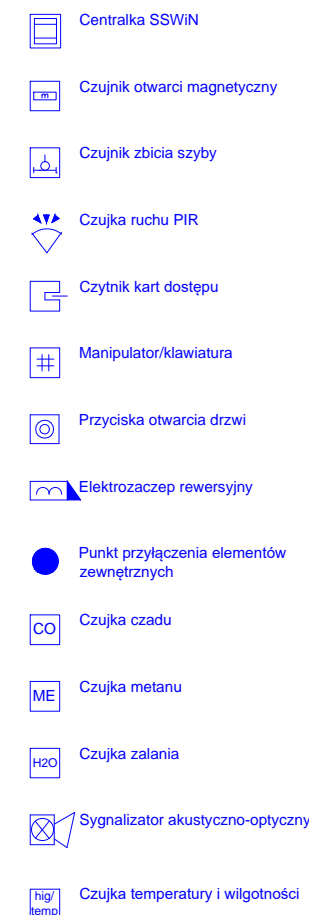 Centralka SSWiN
m
Czujnik otwarci magnetyczny
Czujnik zbicia szyby
Czujka ruchu PIR
Czytnik kart dostępu
Manipulator/klawiatura
Przyciska otwarcia drzwi
Elektrozaczep rewersyjny
Punkt przyłączenia elementów
zewnętrznych
CO
Czujka czadu
ME
Czujka metanu
H2O
Czujka zalania
Sygnalizator akustyczno-optyczny
hig/
temp
Czujka temperatury i wilgotności